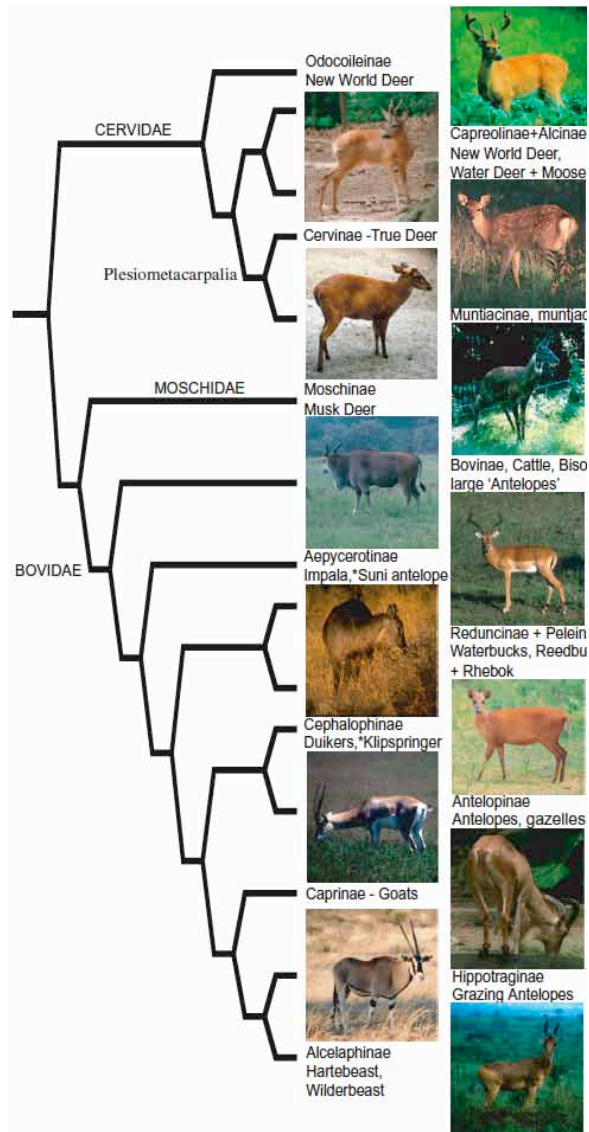 Odocoileinae
New World Deer
CERVIDAE
Capreolinae+Alcinae
New World Deer,
Water Deer + Moose
Cervinae -True Deer
Plesiometacarpalia
Muntiacinae, muntjac
MOSCHIDAE
Moschinae
Musk Deer
Bovinae, Cattle, Biso
large ‘Antelopes’
BOVIDAE
Aepycerotinae
Impala,*Suni antelope
Reduncinae + Pelein
Waterbucks, Reedbu
+ Rhebok
Cephalophinae
Duikers,*Klipspringer
Antelopinae
Antelopes, gazelles
Caprinae - Goats
Hippotraginae
Grazing Antelopes
Alcelaphinae
Hartebeast,
Wilderbeast